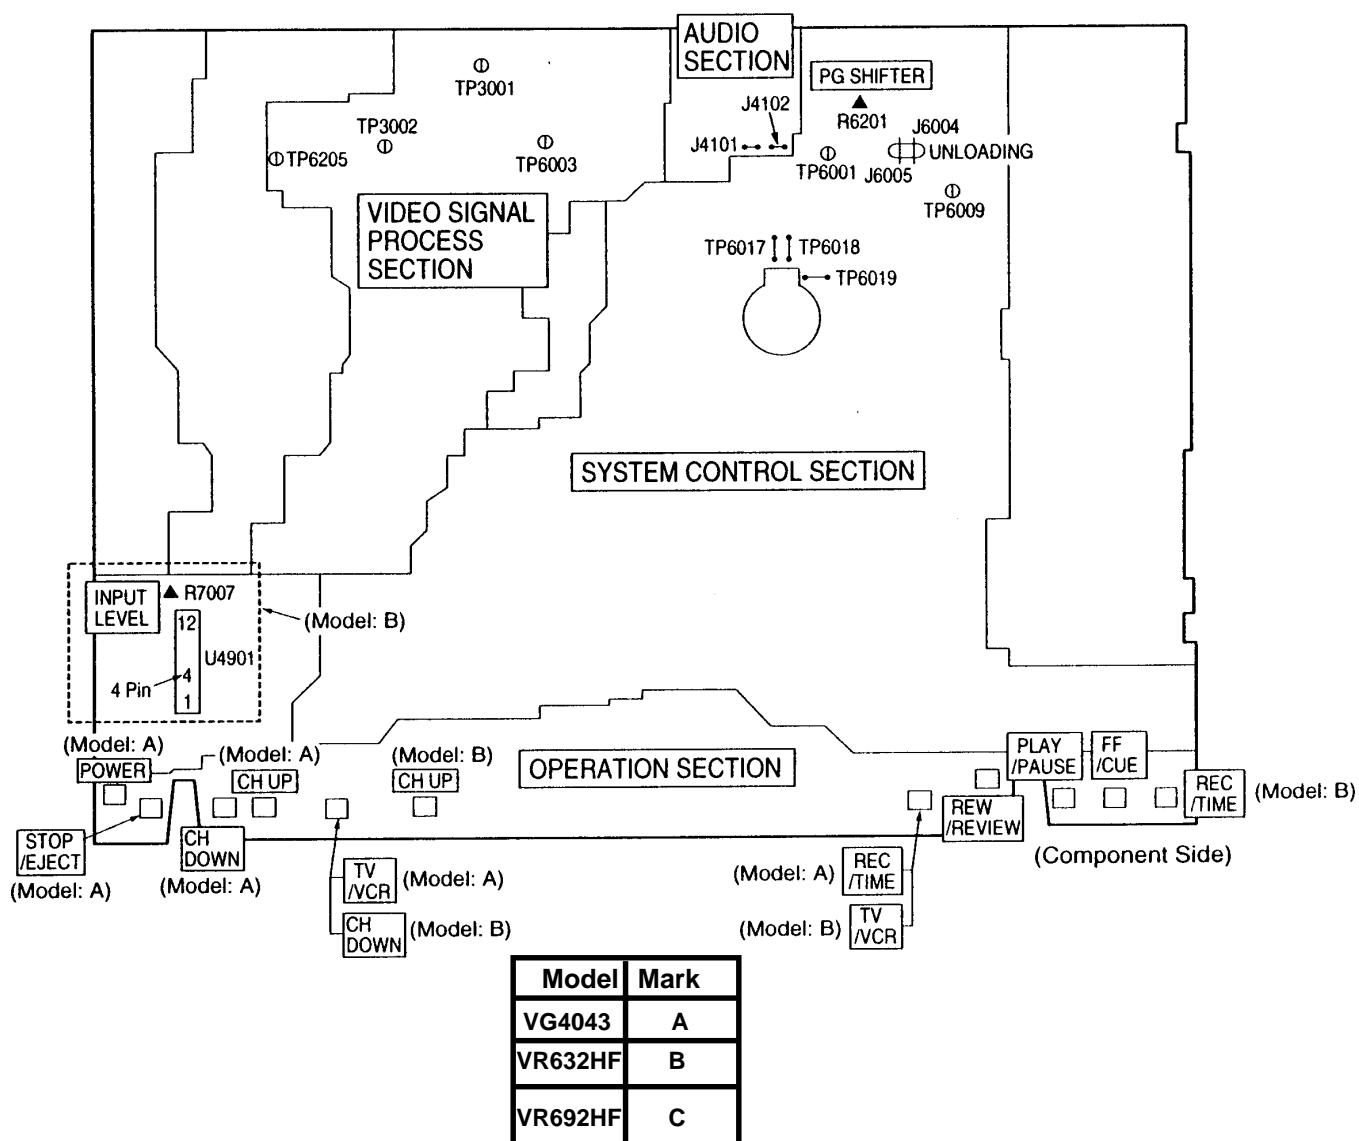 AUDIO
SECTION
PG SHIFTER
TP3001
J4102
R6201
J6004
TP3002
TP6205
TP6003
J4101
TP6001
J6005
UNLOADING
TP6009
VIDEO SIGNAL
PROCESS
SECTION
TP6017
TP6018
TP6019
SYSTEM CONTROL SECTION
INPUT
LEVEL
R7007
(Model: B)
12
U4901
4
4 Pin
1
(Model: A)
POWER
(Model: A)
CH UP
(Model: B)
CH UP
OPERATION SECTION
PLAY
/PAUSE
FF
/CUE
REC
/TIME
(Model: B)
REW
/REVIEW
STOP
/EJECT
(Model: A)
CH
DOWN
(Model: A)
TV
/VCR
(Model: A)
CH
DOWN
(Model: B)
(Model: A)
REC
/TIME
(Model: B)
TV
/VCR
(Component Side)
Model Mark
VG4043 A
VR632HF B
VR692HF C